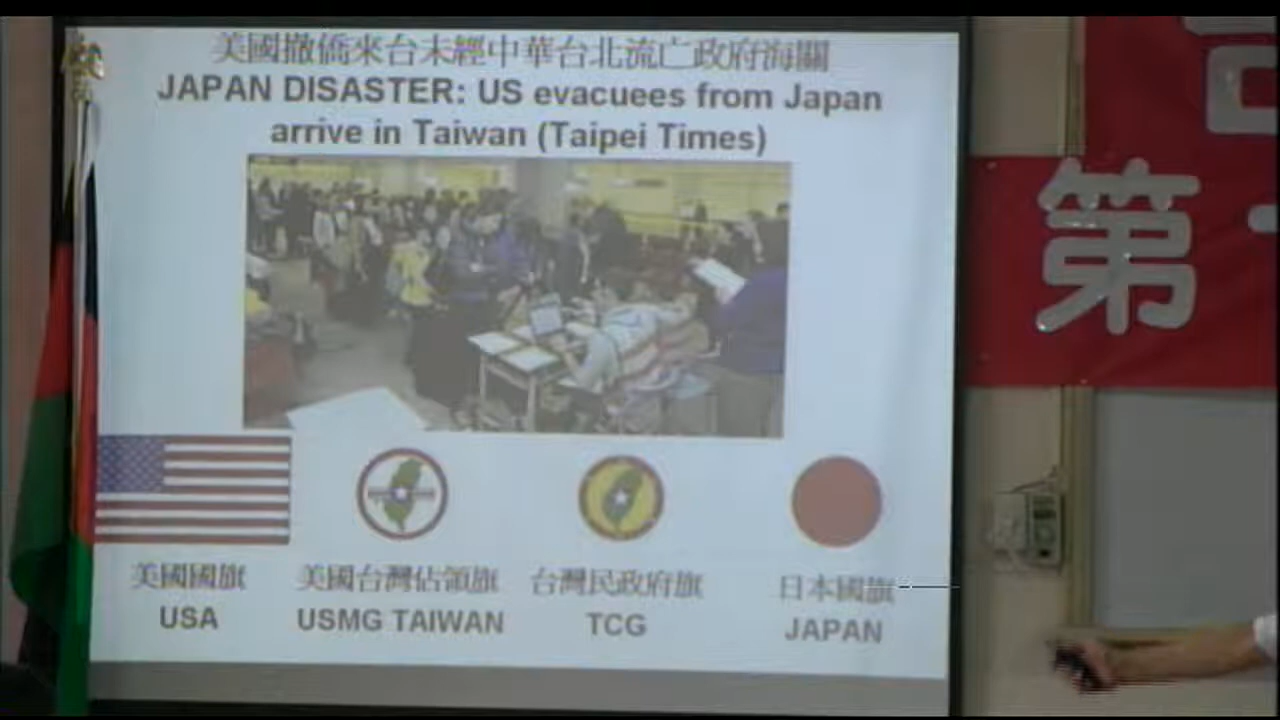 美國撤僑來台未經中華台北流亡政府海關
JAPAN DISASTER: US evacuees from Japan
arrive in Taiwan (Taipei Times)
美國國旗
美國台灣佔領旗
台灣民政府旗
日本國旗
USA
USMG TAIWAN
TCG
JAPAN
第